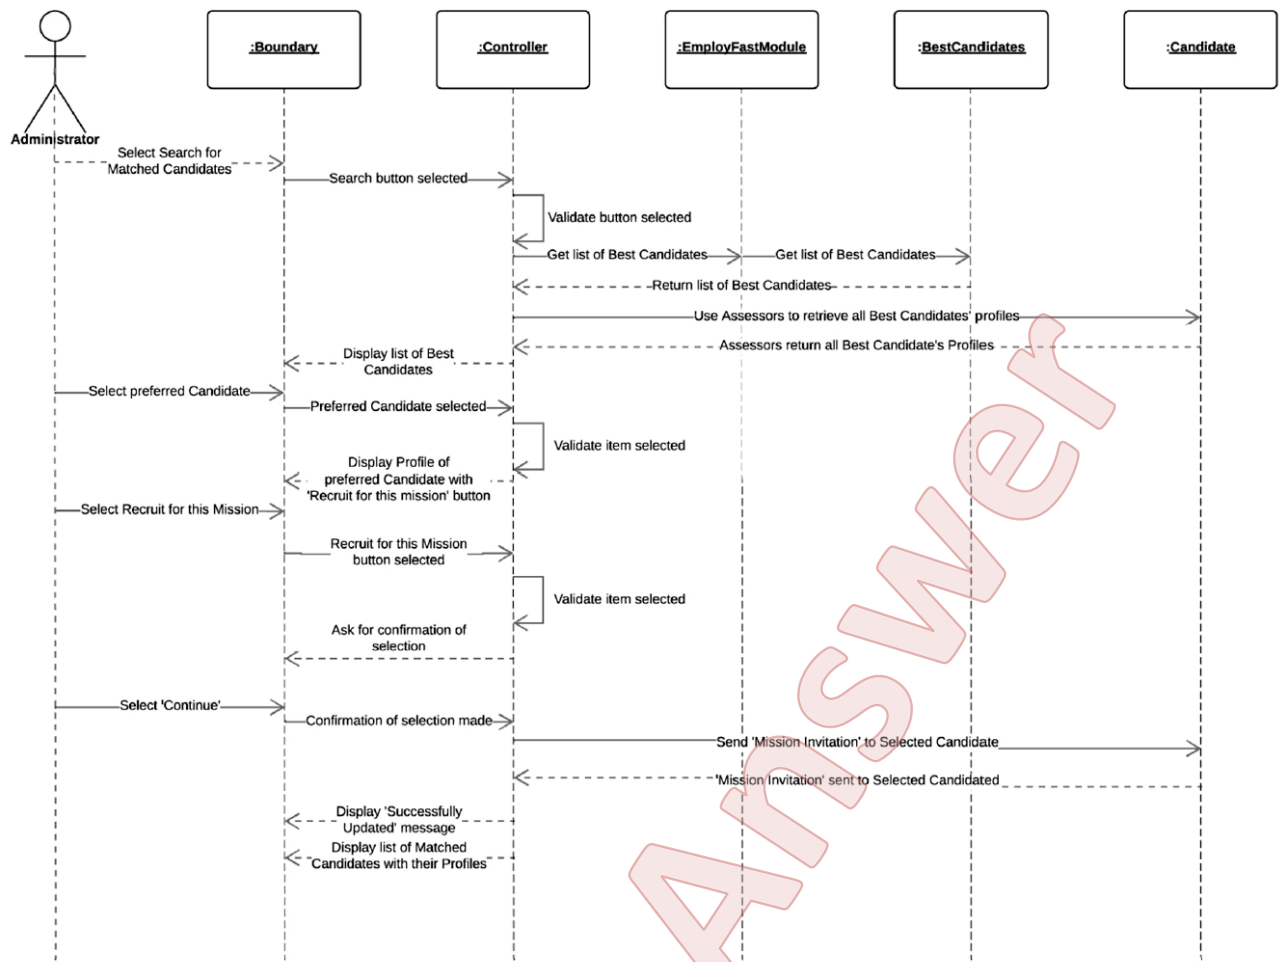 :Boundary
:Controller
:EmployFastModule
:BestCandidates
:Candidate
Administrator
Select Search for
Matched Candidates
Search button selected
Validate button selected
Get list of Best Candidates
Get list of Best Candidates
Return list of Best Candidates
Use Assessors to retrieve all Best Candidates' profiles
Assessors return all Best Candidate's Profiles
Display list of Best
Candidates
Select preferred Candidate
Preferred Candidate selected
Validate item selected
Display Profile of
preferred Candidate with
'Recruit for this mission' button
Select Recruit for this Mission
Recruit for this Mission
button selected
Validate item selected
Ask for confirmation of
selection
Select 'Continue'
Confirmation of selection made
Send 'Mission Invitation' to Selected Candidate
'Mission Invitation' sent to Selected Candidated
Display 'Successfully
Updated' message
Display list of Matched
Candidates with their Profiles
Answer